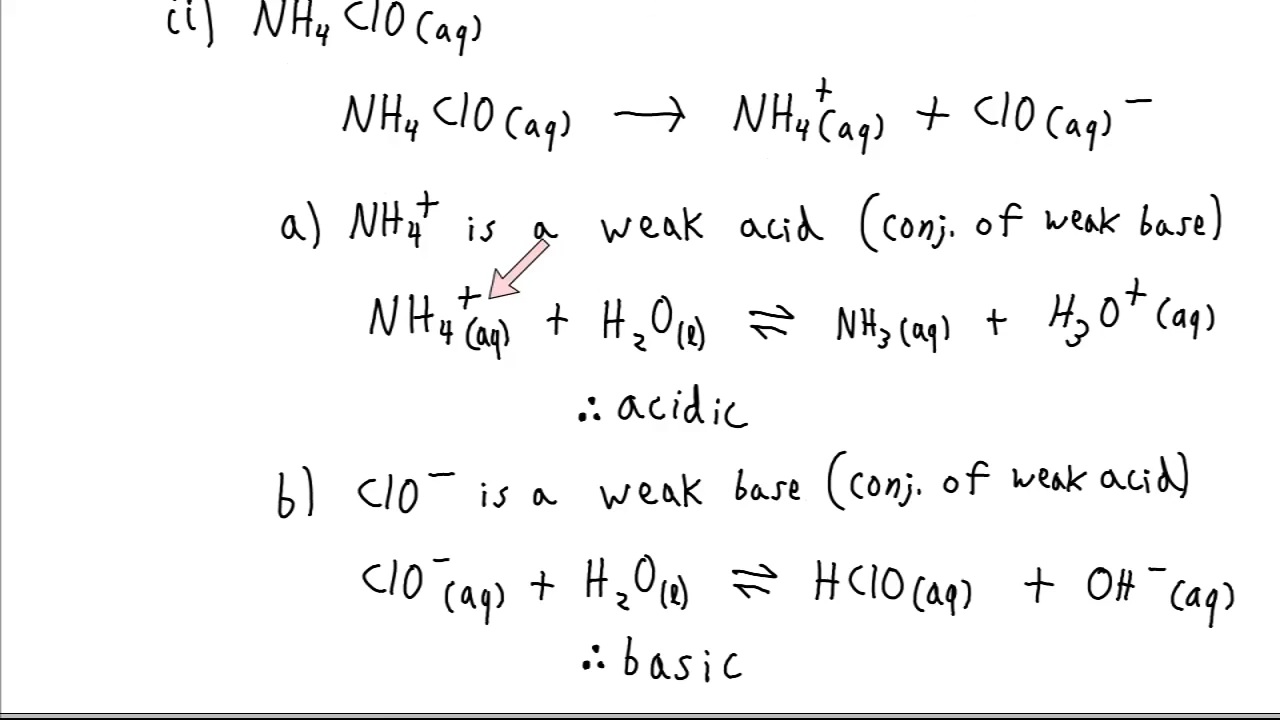 ii) NH₄ClO(aq)
NH₄ClO(aq) → NH₄⁺(aq) + ClO(aq)⁻
a) NH₄⁺ is a weak acid (conj. of weak base)
NH₄⁺(aq) + H₂O(l) ⇌ NH₃(aq) + H₃O⁺(aq)
∴ acidic
b) ClO⁻ is a weak base (conj. of weak acid)
ClO⁻(aq) + H₂O(l) ⇌ HClO(aq) + OH⁻(aq)
∴ basic